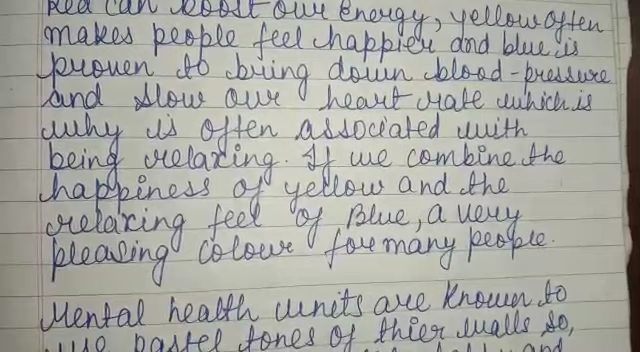 Red can boost our energy, yellow often
makes people feel happier and blue is
proven to bring down blood-pressure
and slow our heart rate which is
why is often associated with
being relaxing. If we combine the
happiness of yellow and the
relaxing feel of Blue, a very
pleasing colour for many people.
Mental health units are known to
use pastel tones of thier walls so,
and